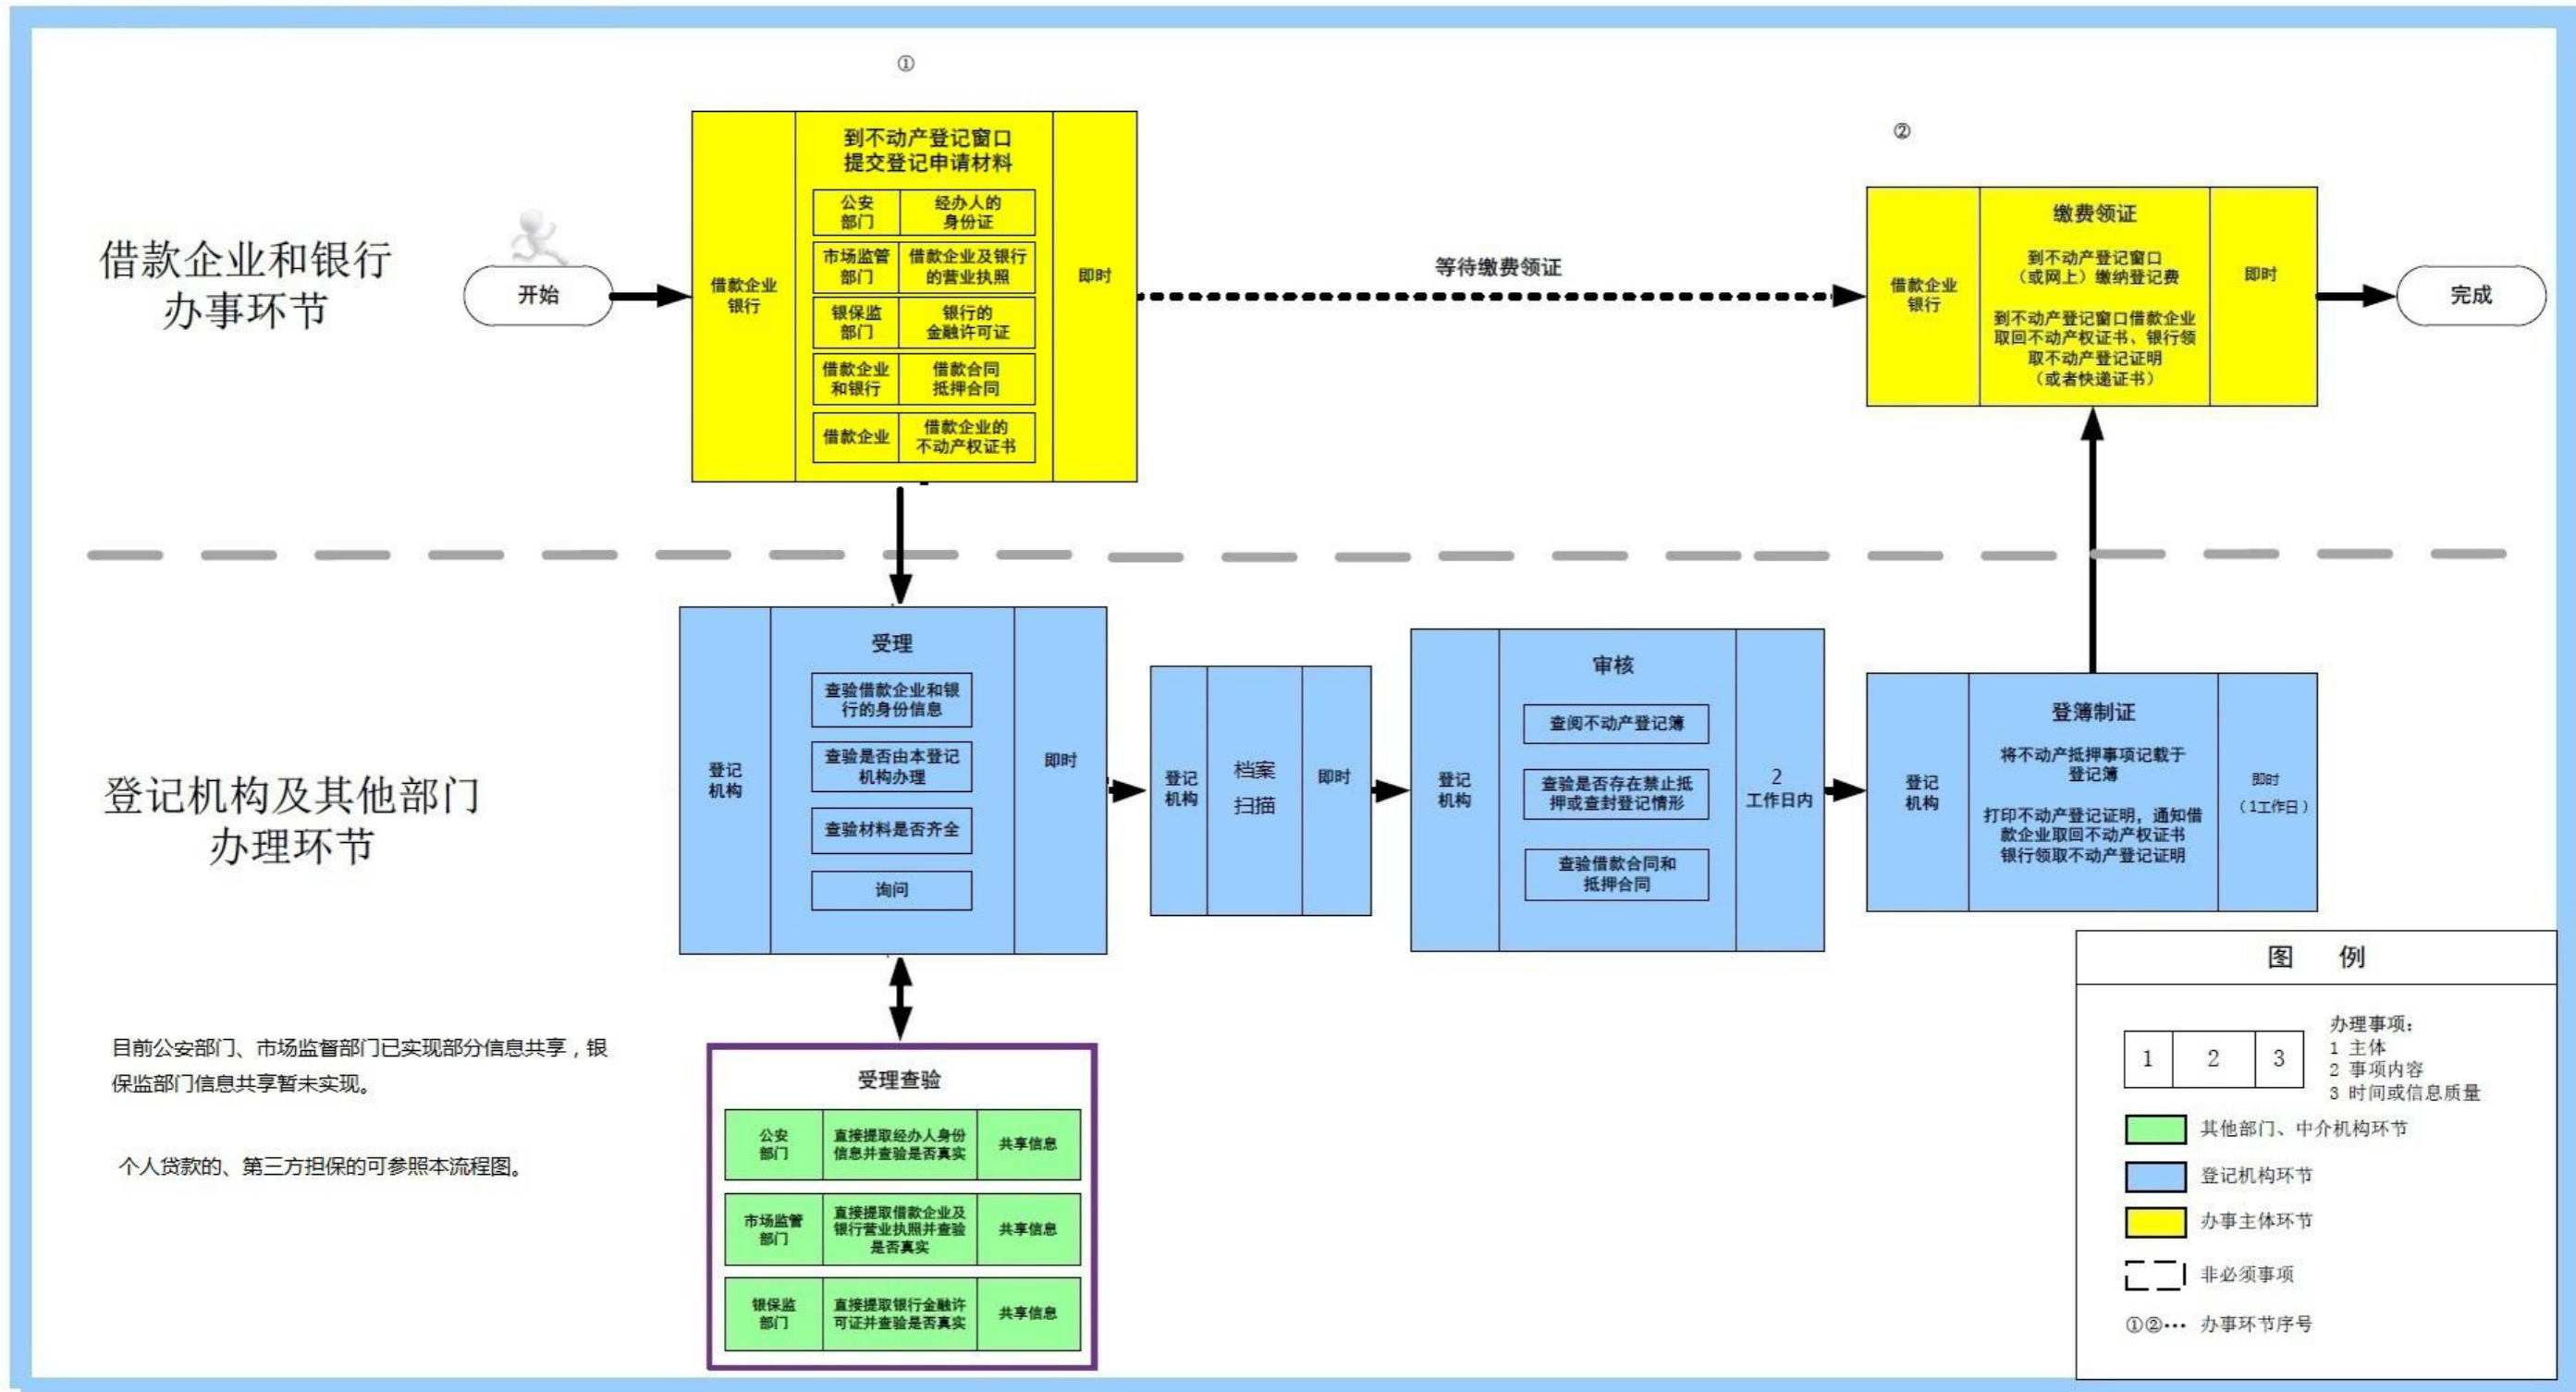 ①
②
借款企业和银行
办事环节
开始
借款企业
银行
到不动产登记窗口
提交登记申请材料
公安
部门
经办人的
身份证
市场监管
部门
借款企业及银行
的营业执照
银保监
部门
银行的
金融许可证
借款企业
和银行
借款合同
抵押合同
借款企业
借款企业的
不动产权证书
即时
等待缴费领证
借款企业
银行
缴费领证
到不动产登记窗口
（或网上）缴纳登记费
到不动产登记窗口借款企业
取回不动产权证书、银行领
取不动产登记证明
（或者快递证书）
即时
完成
登记机构及其他部门
办理环节
登记
机构
受理
查验借款企业和银
行的身份信息
查验是否由本登记
机构办理
查验材料是否齐全
询问
即时
登记
机构
档案
扫描
即时
登记
机构
审核
查阅不动产登记簿
查验是否存在禁止抵
押或查封登记情形
查验借款合同和
抵押合同
2
工作日内
登记
机构
登簿制证
将不动产抵押事项记载于
登记簿
打印不动产登记证明，通知借
款企业取回不动产权证书
银行领取不动产登记证明
即时
（1工作日）
目前公安部门、市场监督部门已实现部分信息共享，银
保监部门信息共享暂未实现。
个人贷款的、第三方担保的可参照本流程图。
受理查验
公安
部门
直接提取经办人身份
信息并查验是否真实
共享信息
市场监管
部门
直接提取借款企业及
银行营业执照并查验
是否真实
共享信息
银保监
部门
直接提取银行金融许
可证并查验是否真实
共享信息
图 例
1 2 3
办理事项：
1 主体
2 事项内容
3 时间或信息质量
其他部门、中介机构环节
登记机构环节
办事主体环节
非必须事项
①②… 办事环节序号